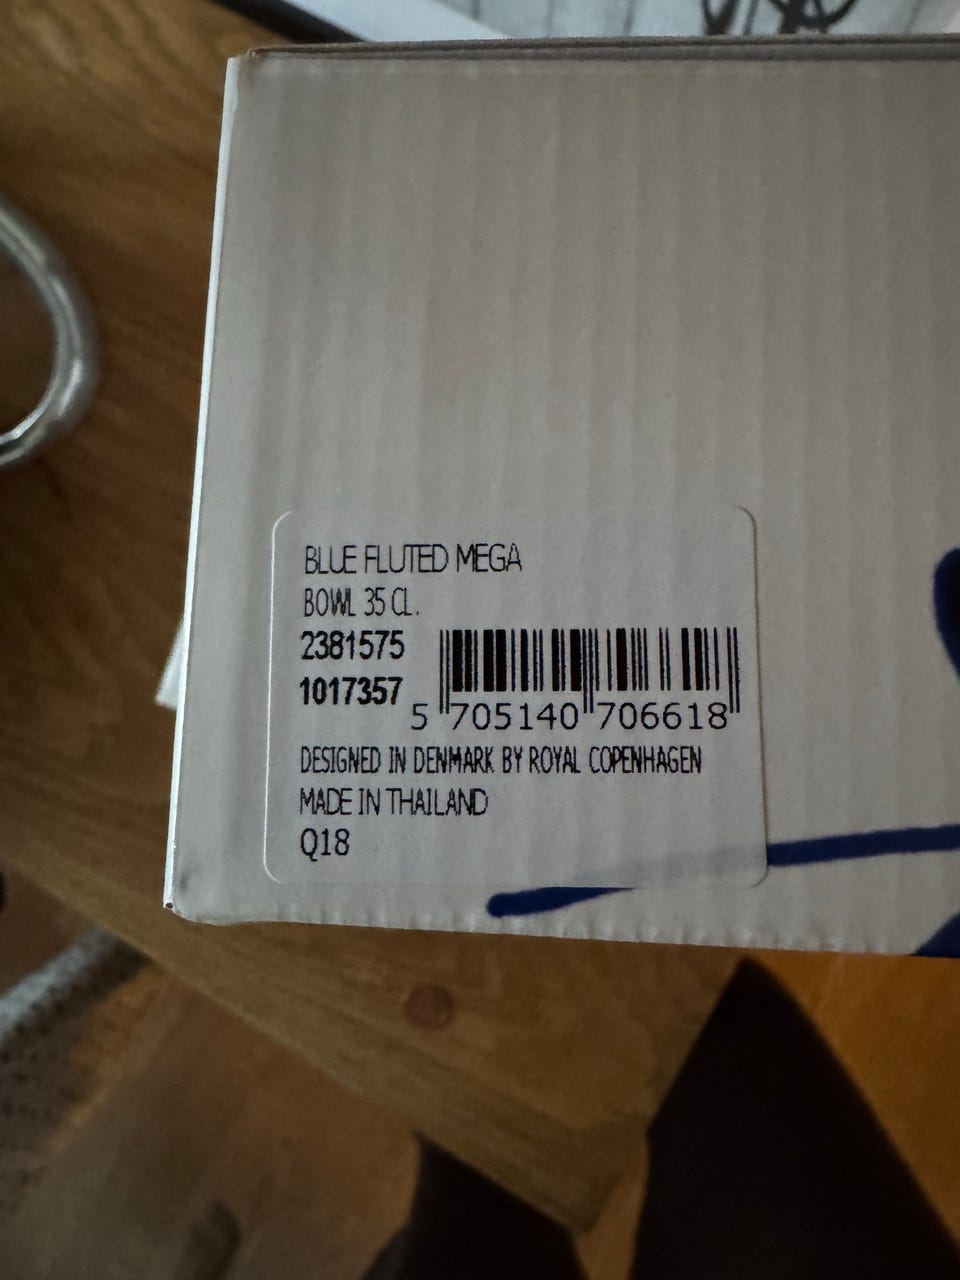 BLUE FLUTED MEGA
BOWL 35 CL.
2381575
1017357
5 705140 706618
DESIGNED IN DENMARK BY ROYAL COPENHAGEN
MADE IN THAILAND
Q18